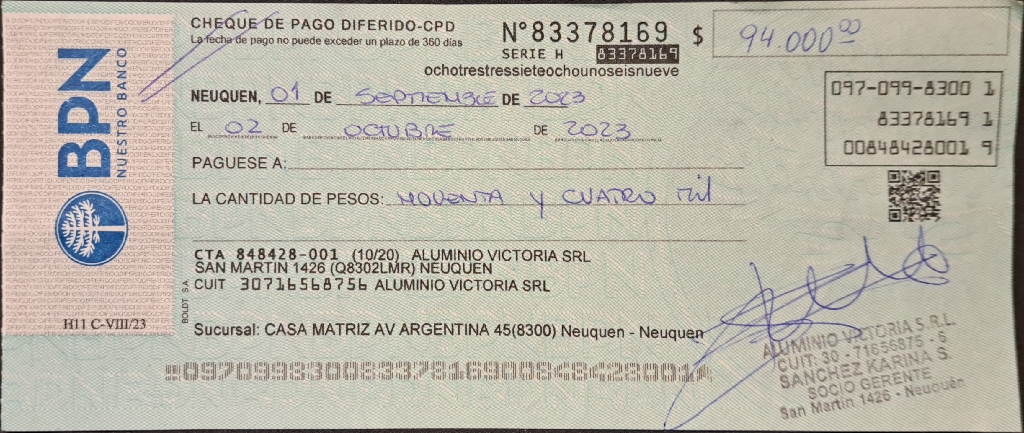 BPN
NUESTRO BANCO
H11 C-VIII/23
BOLDT S.A.
CHEQUE DE PAGO DIFERIDO-CPD
La fecha de pago no puede exceder un plazo de 360 días
Nº83378169 $ 94.000⁰⁰
SERIE H 83378169
ochotrestressieteochounoseisnueve
NEUQUEN, 01 DE SEPTIEMBRE DE 2023
EL 02 DE OCTUBRE DE 2023
PAGUESE A:
LA CANTIDAD DE PESOS: NOVENTA Y CUATRO Mil
097-099-8300 1
83378169 1
00848428001 9
CTA 848428-001 (10/20) ALUMINIO VICTORIA SRL
SAN MARTIN 1426 (Q8302LMR) NEUQUEN
CUIT 30716568756 ALUMINIO VICTORIA SRL
Sucursal: CASA MATRIZ AV ARGENTINA 45(8300) Neuquen - Neuquen
ALUMINIO VICTORIA S.R.L.
CUIT: 30 - 71656875 - 6
SANCHEZ KARINA S.
SOCIO GERENTE
San Martin 1426 - Neuquén
09709983008337816900848428001